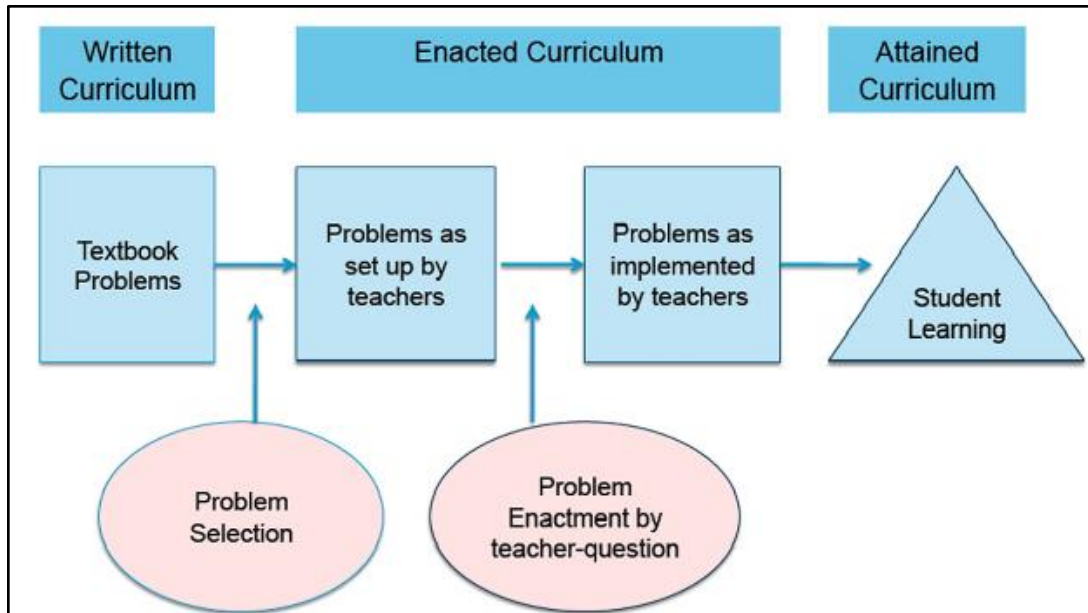 Written
Curriculum
Enacted Curriculum
Attained
Curriculum
Textbook
Problems
Problems as
set up by
teachers
Problems as
implemented
by teachers
Student
Learning
Problem
Selection
Problem
Enactment by
teacher-question